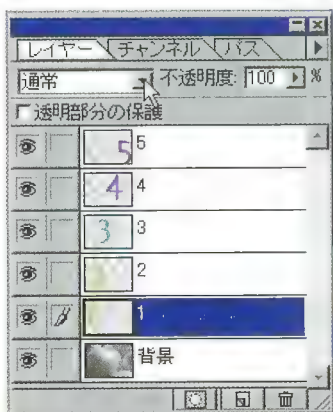 レイヤー チャンネル パス
通常 不透明度: 100 %
透明部分の保護
5 5
4 4
3 3
2
1
背景